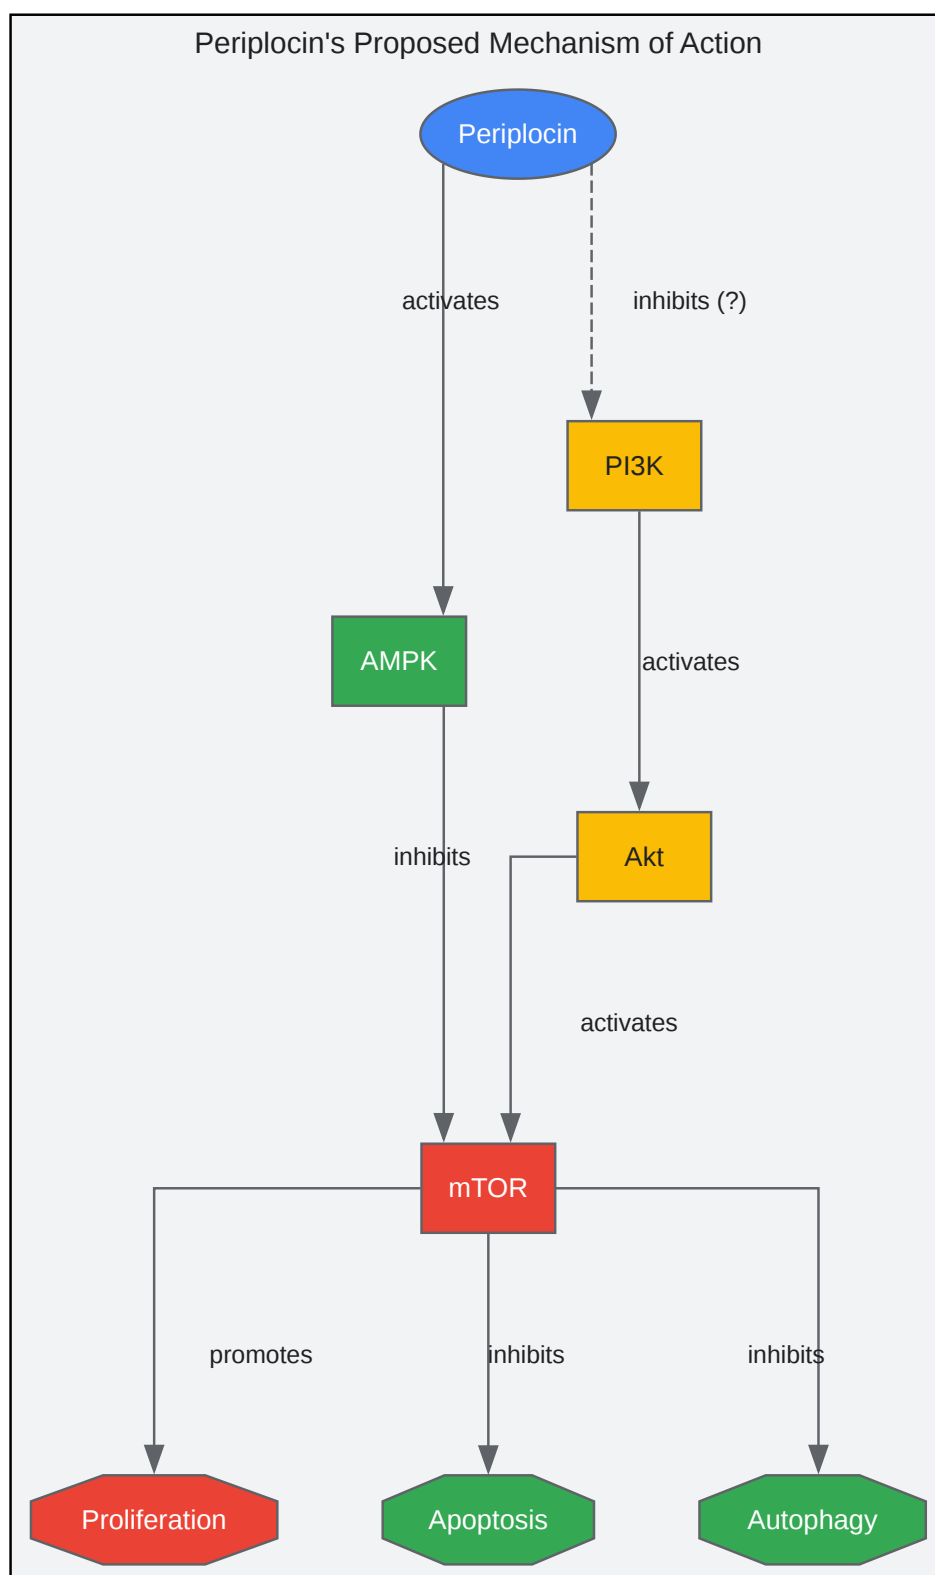 Periplocin's Proposed Mechanism of Action
Periplocin
activates
inhibits (?)
PI3K
AMPK
activates
inhibits
Akt
activates
mTOR
promotes
inhibits
inhibits
Proliferation
Apoptosis
Autophagy